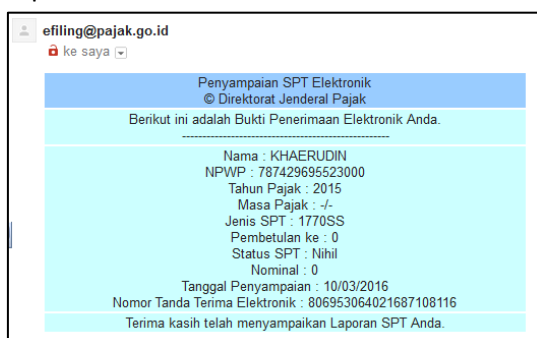 efiling@pajak.go.id
ke saya
Penyampaian SPT Elektronik
© Direktorat Jenderal Pajak
Berikut ini adalah Bukti Penerimaan Elektronik Anda.
----------------------------------------------------
Nama : KHAERUDIN
NPWP : 787429695523000
Tahun Pajak : 2015
Masa Pajak : -/-
Jenis SPT : 1770SS
Pembetulan ke : 0
Status SPT : Nihil
Nominal : 0
Tanggal Penyampaian : 10/03/2016
Nomor Tanda Terima Elektronik : 806953064021687108116
Terima kasih telah menyampaikan Laporan SPT Anda.